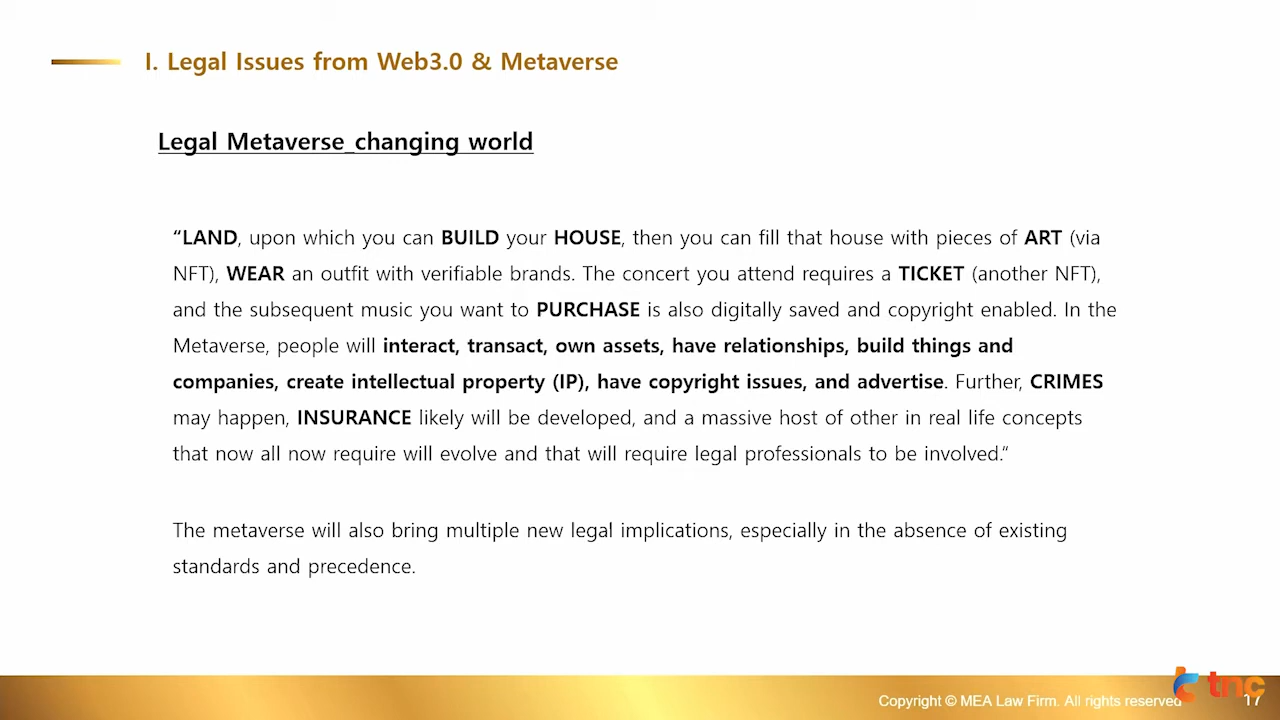 I. Legal Issues from Web3.0 & Metaverse
Legal Metaverse_changing world
“LAND, upon which you can BUILD your HOUSE, then you can fill that house with pieces of ART (via
NFT), WEAR an outfit with verifiable brands. The concert you attend requires a TICKET (another NFT),
and the subsequent music you want to PURCHASE is also digitally saved and copyright enabled. In the
Metaverse, people will interact, transact, own assets, have relationships, build things and
companies, create intellectual property (IP), have copyright issues, and advertise. Further, CRIMES
may happen, INSURANCE likely will be developed, and a massive host of other in real life concepts
that now all now require will evolve and that will require legal professionals to be involved.”
The metaverse will also bring multiple new legal implications, especially in the absence of existing
standards and precedence.
Copyright © MEA Law Firm. All rights reserved
tnc
17